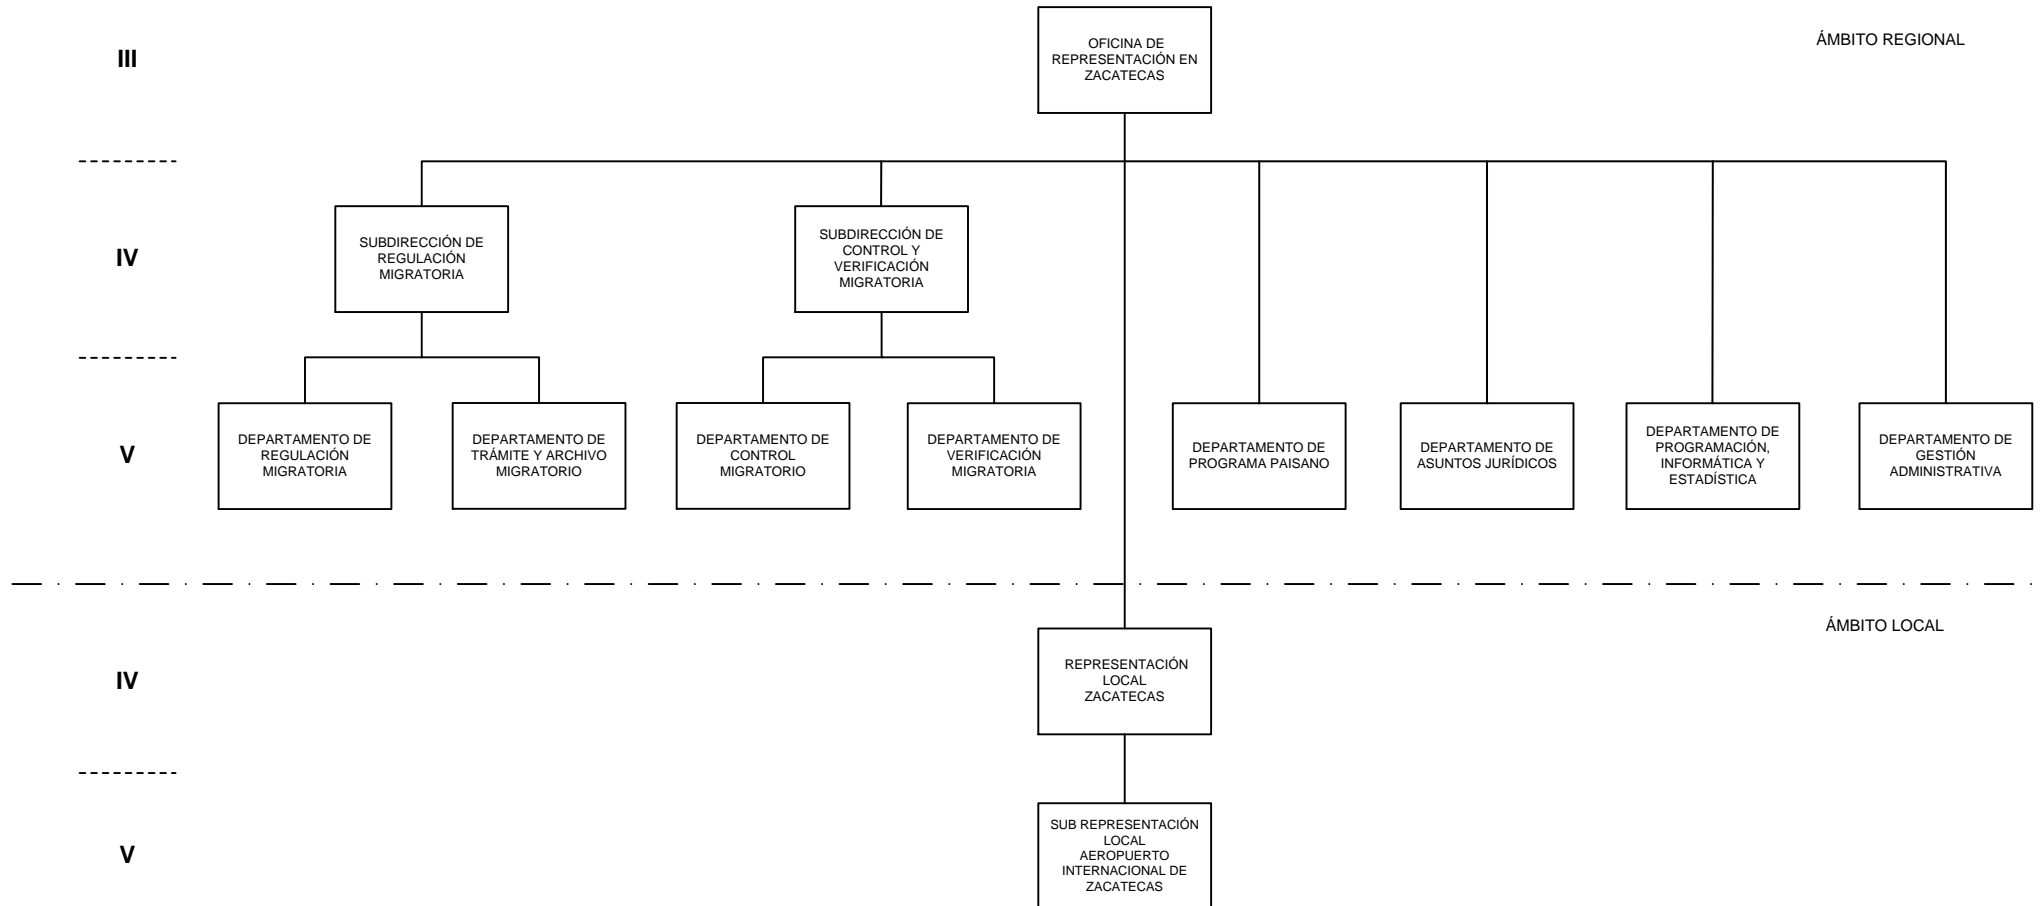 III
OFICINA DE
REPRESENTACIÓN EN
ZACATECAS
ÁMBITO REGIONAL
IV
SUBDIRECCIÓN DE
REGULACIÓN
MIGRATORIA
SUBDIRECCIÓN DE
CONTROL Y
VERIFICACIÓN
MIGRATORIA
V
DEPARTAMENTO DE
REGULACIÓN
MIGRATORIA
DEPARTAMENTO DE
TRÁMITE Y ARCHIVO
MIGRATORIO
DEPARTAMENTO DE
CONTROL
MIGRATORIO
DEPARTAMENTO DE
VERIFICACIÓN
MIGRATORIA
DEPARTAMENTO DE
PROGRAMA PAISANO
DEPARTAMENTO DE
ASUNTOS JURÍDICOS
DEPARTAMENTO DE
PROGRAMACIÓN,
INFORMÁTICA Y
ESTADÍSTICA
DEPARTAMENTO DE
GESTIÓN
ADMINISTRATIVA
ÁMBITO LOCAL
IV
REPRESENTACIÓN
LOCAL
ZACATECAS
V
SUB REPRESENTACIÓN
LOCAL
AEROPUERTO
INTERNACIONAL DE
ZACATECAS